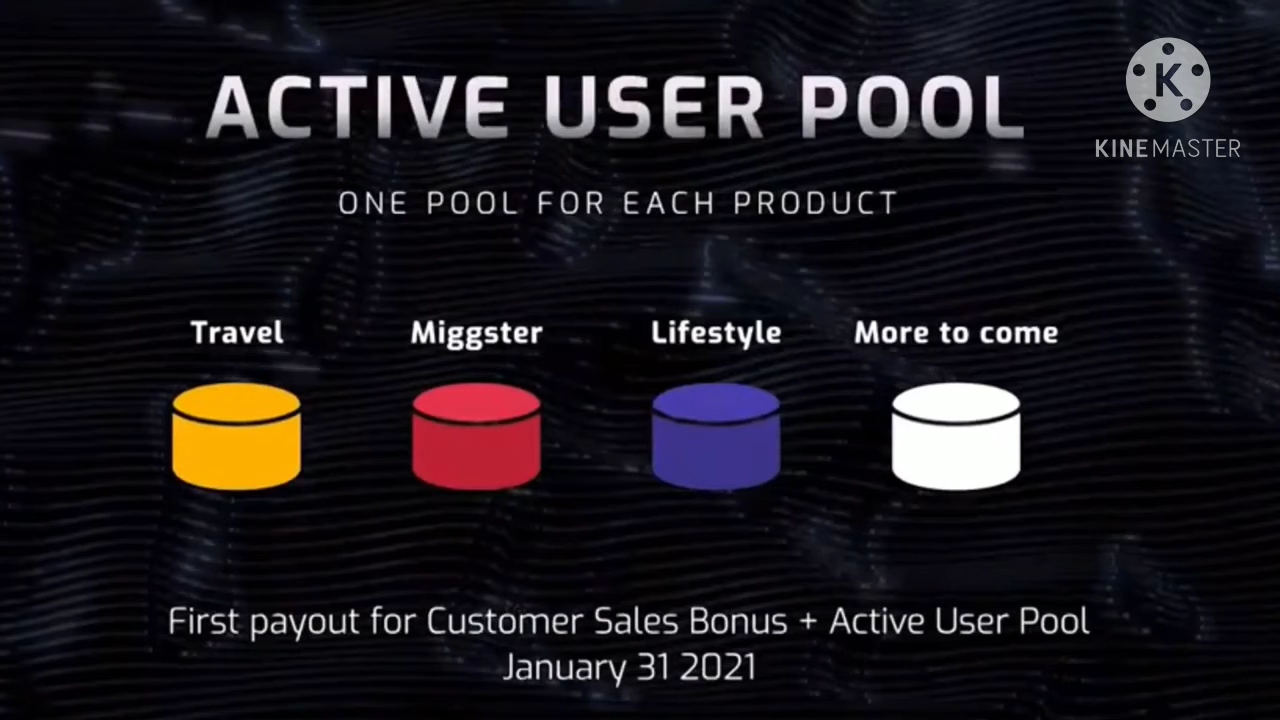 ACTIVE USER POOL
K
KINEMASTER
ONE POOL FOR EACH PRODUCT
Travel Miggster Lifestyle More to come
First payout for Customer Sales Bonus + Active User Pool
January 31 2021